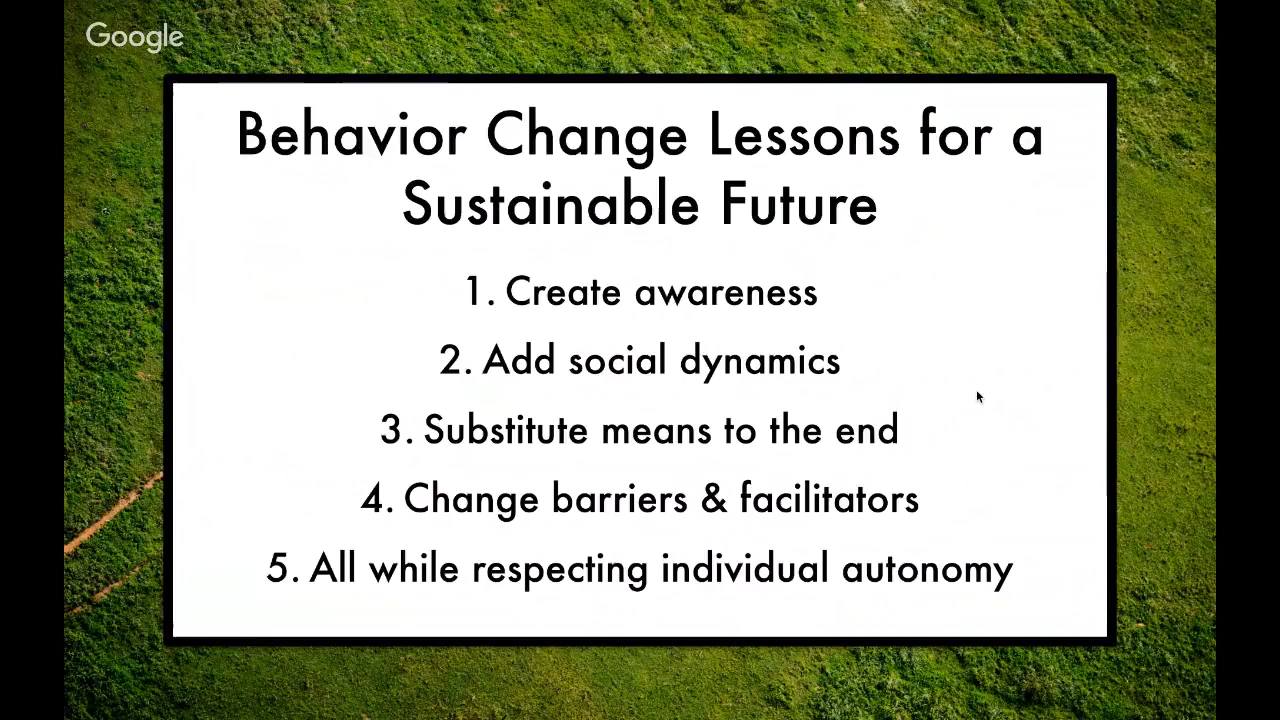 Google
Behavior Change Lessons for a
Sustainable Future
1. Create awareness
2. Add social dynamics
3. Substitute means to the end
4. Change barriers & facilitators
5. All while respecting individual autonomy